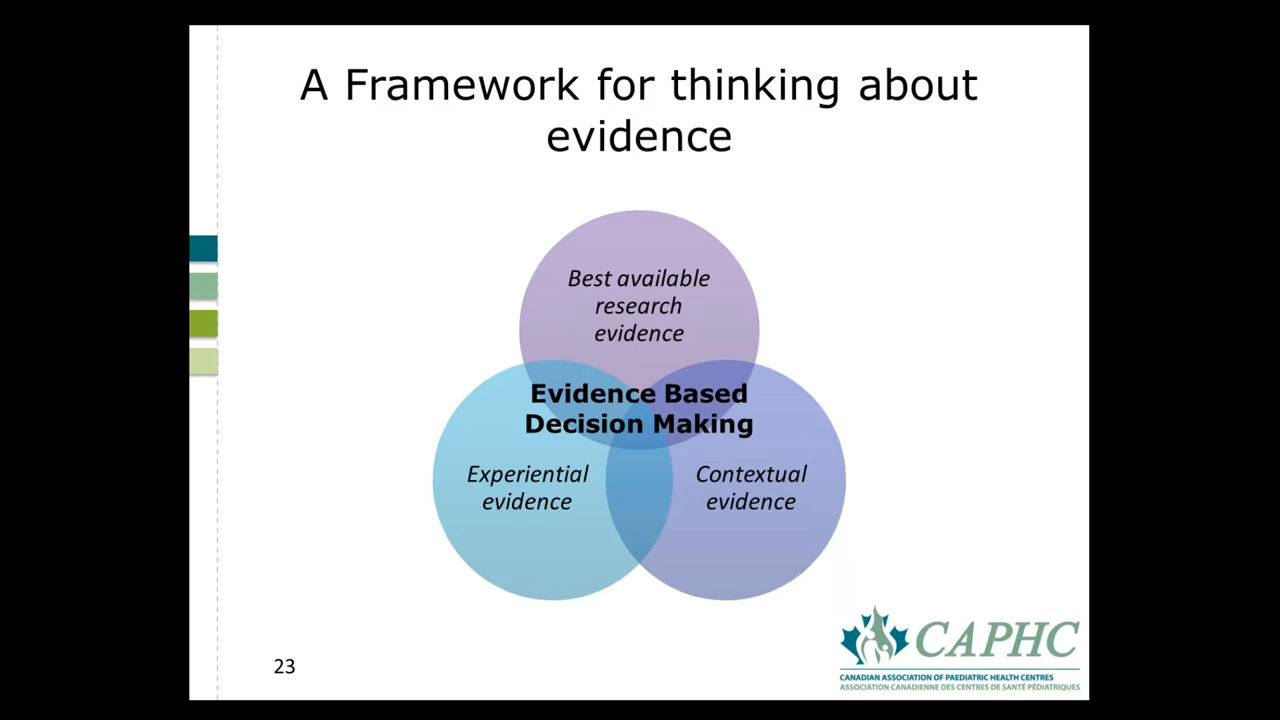 A Framework for thinking about
evidence
Best available
research
evidence
Evidence Based
Decision Making
Experiential
evidence
Contextual
evidence
23
CAPHC
CANADIAN ASSOCIATION OF PAEDIATRIC HEALTH CENTRES
ASSOCIATION CANADIENNE DES CENTRES DE SANTÉ PÉDIATRIQUES